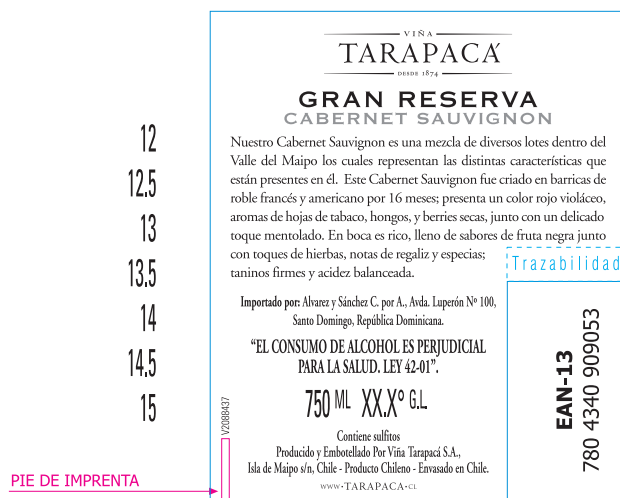 VIÑA
TARAPACÁ
DESDE 1874
GRAN RESERVA
CABERNET SAUVIGNON
Nuestro Cabernet Sauvignon es una mezcla de diversos lotes dentro del
Valle del Maipo los cuales representan las distintas características que
están presentes en él. Este Cabernet Sauvignon fue criado en barricas de
roble francés y americano por 16 meses; presenta un color rojo violáceo,
aromas de hojas de tabaco, hongos, y berries secas, junto con un delicado
toque mentolado. En boca es rico, lleno de sabores de fruta negra junto
con toques de hierbas, notas de regaliz y especias;
taninos firmes y acidez balanceada.
Trazabilidad
Importado por: Alvarez y Sánchez C. por A., Avda. Luperón Nº 100,
Santo Domingo, República Dominicana.
“EL CONSUMO DE ALCOHOL ES PERJUDICIAL
PARA LA SALUD. LEY 42-01”.
750 ML XX.X° G.L.
Contiene sulfitos
Producido y Embotellado Por Viña Tarapacá S.A.,
Isla de Maipo s/n, Chile - Producto Chileno - Envasado en Chile.
WWW.TARAPACA.CL
EAN-13
780 4340 909053
V2088437
12
12.5
13
13.5
14
14.5
15
PIE DE IMPRENTA